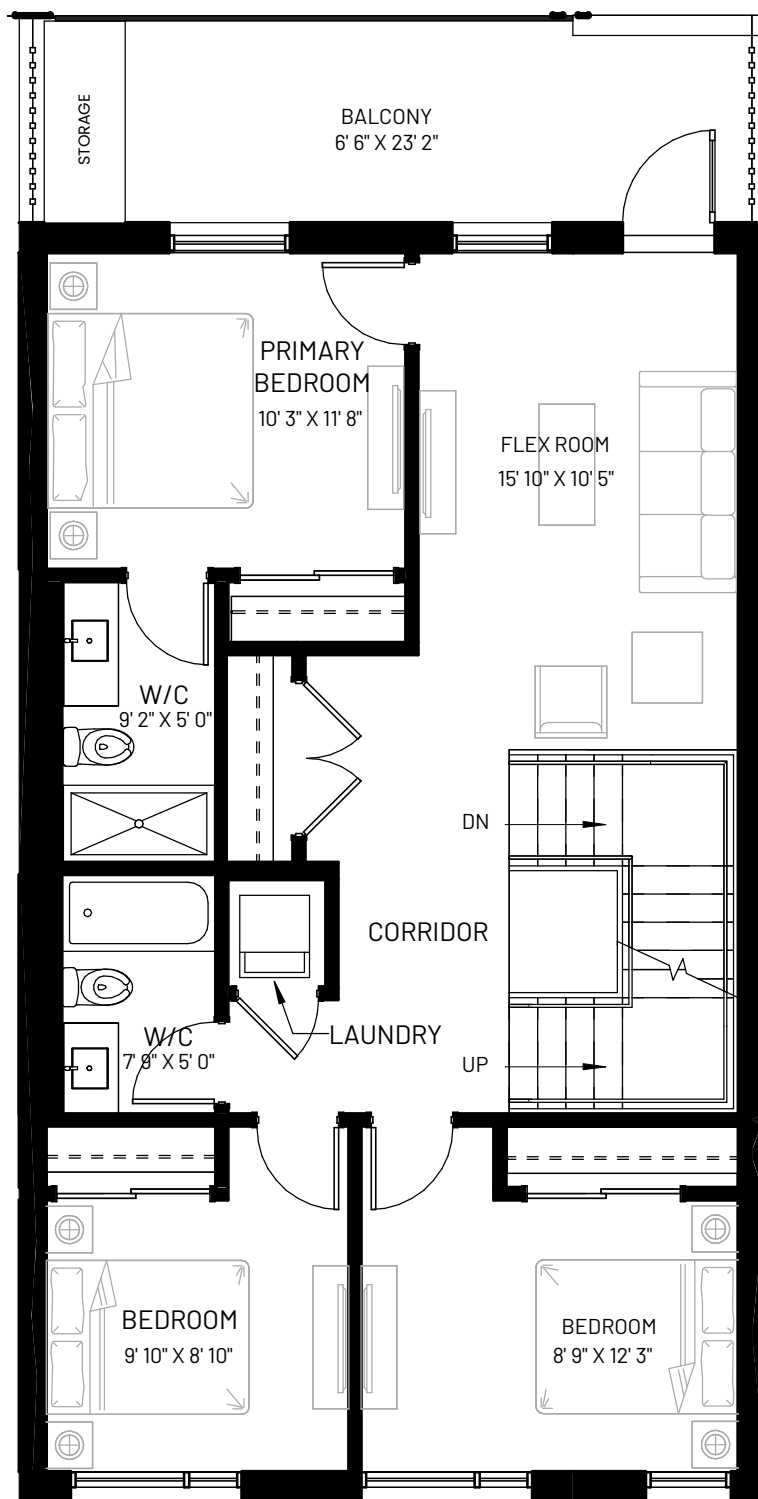 STORAGE
BALCONY
6' 6" X 23' 2"
PRIMARY
BEDROOM
10' 3" X 11' 8"
FLEX ROOM
15' 10" X 10' 5"
W/C
9' 2" X 5' 0"
DN
CORRIDOR
LAUNDRY
W/C
7' 9" X 5' 0"
UP
BEDROOM
9' 10" X 8' 10"
BEDROOM
8' 9" X 12' 3"